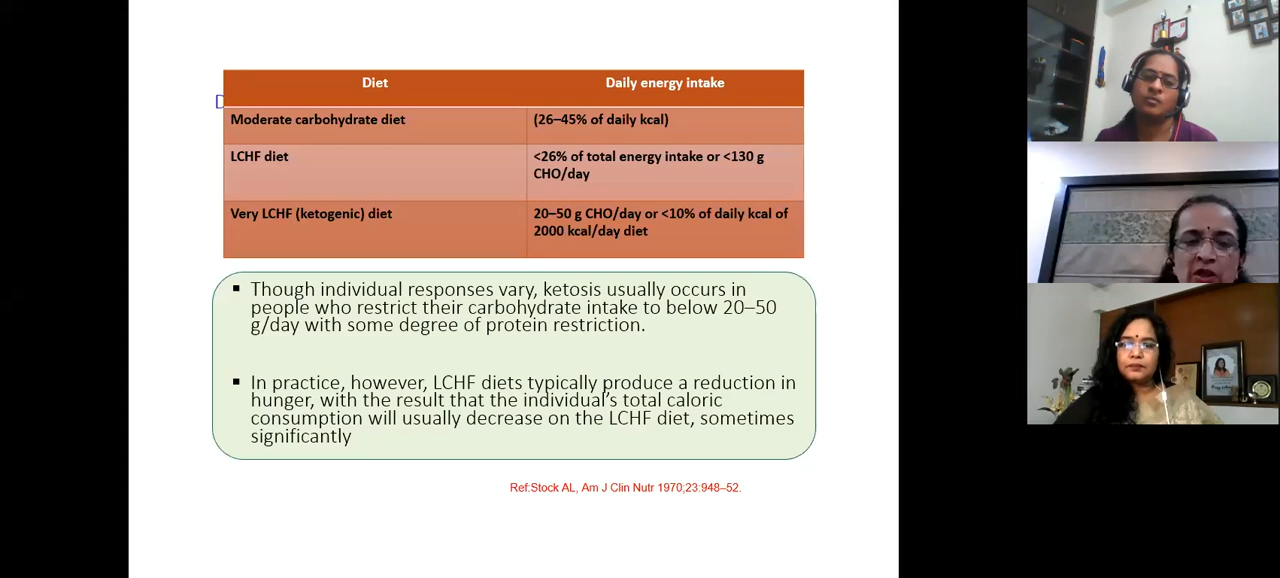 Diet Daily energy intake
D
Moderate carbohydrate diet (26–45% of daily kcal)
LCHF diet <26% of total energy intake or <130 g
CHO/day
Very LCHF (ketogenic) diet 20–50 g CHO/day or <10% of daily kcal of
2000 kcal/day diet
▪ Though individual responses vary, ketosis usually occurs in
people who restrict their carbohydrate intake to below 20–50
g/day with some degree of protein restriction.
▪ In practice, however, LCHF diets typically produce a reduction in
hunger, with the result that the individual's total caloric
consumption will usually decrease on the LCHF diet, sometimes
significantly
Ref:Stock AL, Am J Clin Nutr 1970;23:948–52.